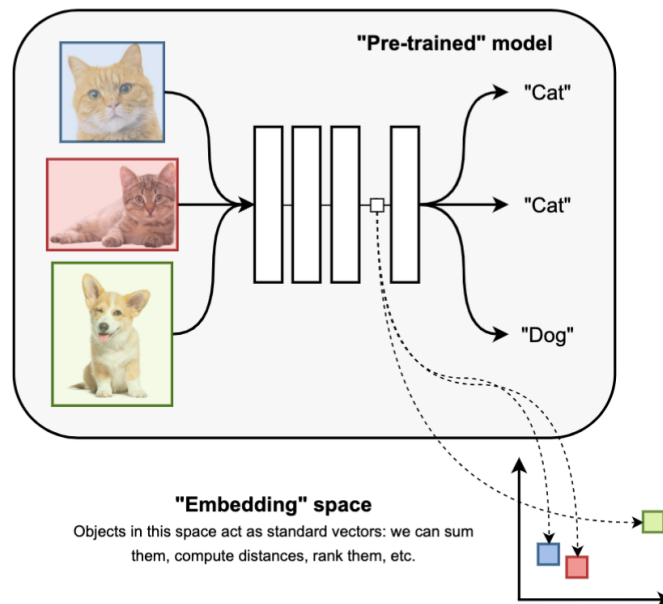 "Pre-trained" model
"Cat"
"Cat"
"Dog"
"Embedding" space
Objects in this space act as standard vectors: we can sum
them, compute distances, rank them, etc.